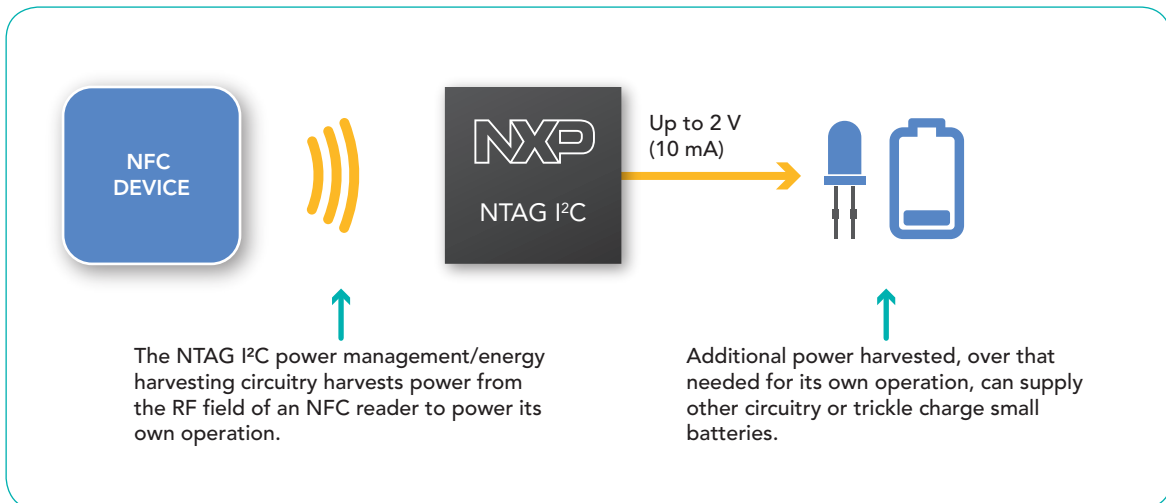 NFC
DEVICE
NXP
NTAG I²C
Up to 2 V
(10 mA)
The NTAG I²C power management/energy
harvesting circuitry harvests power from
the RF field of an NFC reader to power its
own operation.
Additional power harvested, over that
needed for its own operation, can supply
other circuitry or trickle charge small
batteries.